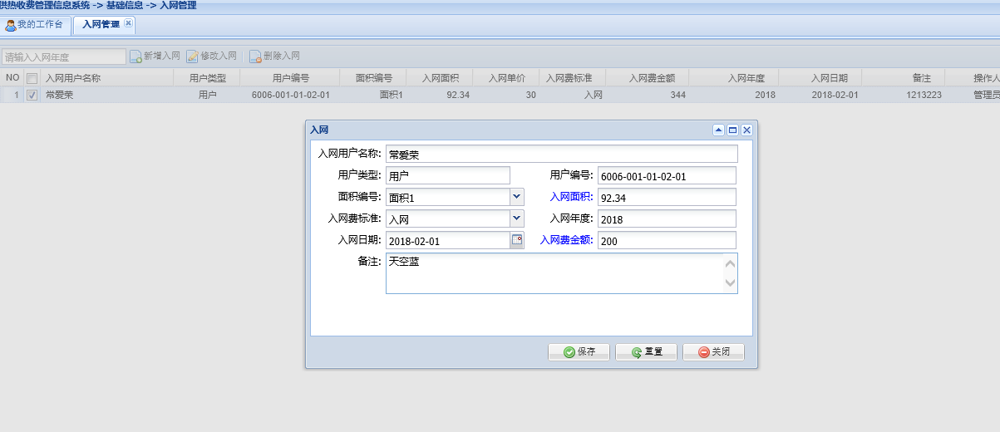 供热收费管理信息系统 -> 基础信息 -> 入网管理
我的工作台 入网管理
请输入入网年度 新增入网 修改入网 删除入网
NO 入网用户名称 用户类型 用户编号 面积编号 入网面积 入网单价 入网费标准 入网费金额 入网年度 入网日期 备注 操作人
1 常爱荣 用户 6006-001-01-02-01 面积1 92.34 30 入网 344 2018 2018-02-01 1213223 管理员
入网
入网用户名称: 常爱荣
用户类型: 用户 用户编号: 6006-001-01-02-01
面积编号: 面积1 入网面积: 92.34
入网费标准: 入网 入网年度: 2018
入网日期: 2018-02-01 入网费金额: 200
备注: 天空蓝
保存 重置 关闭